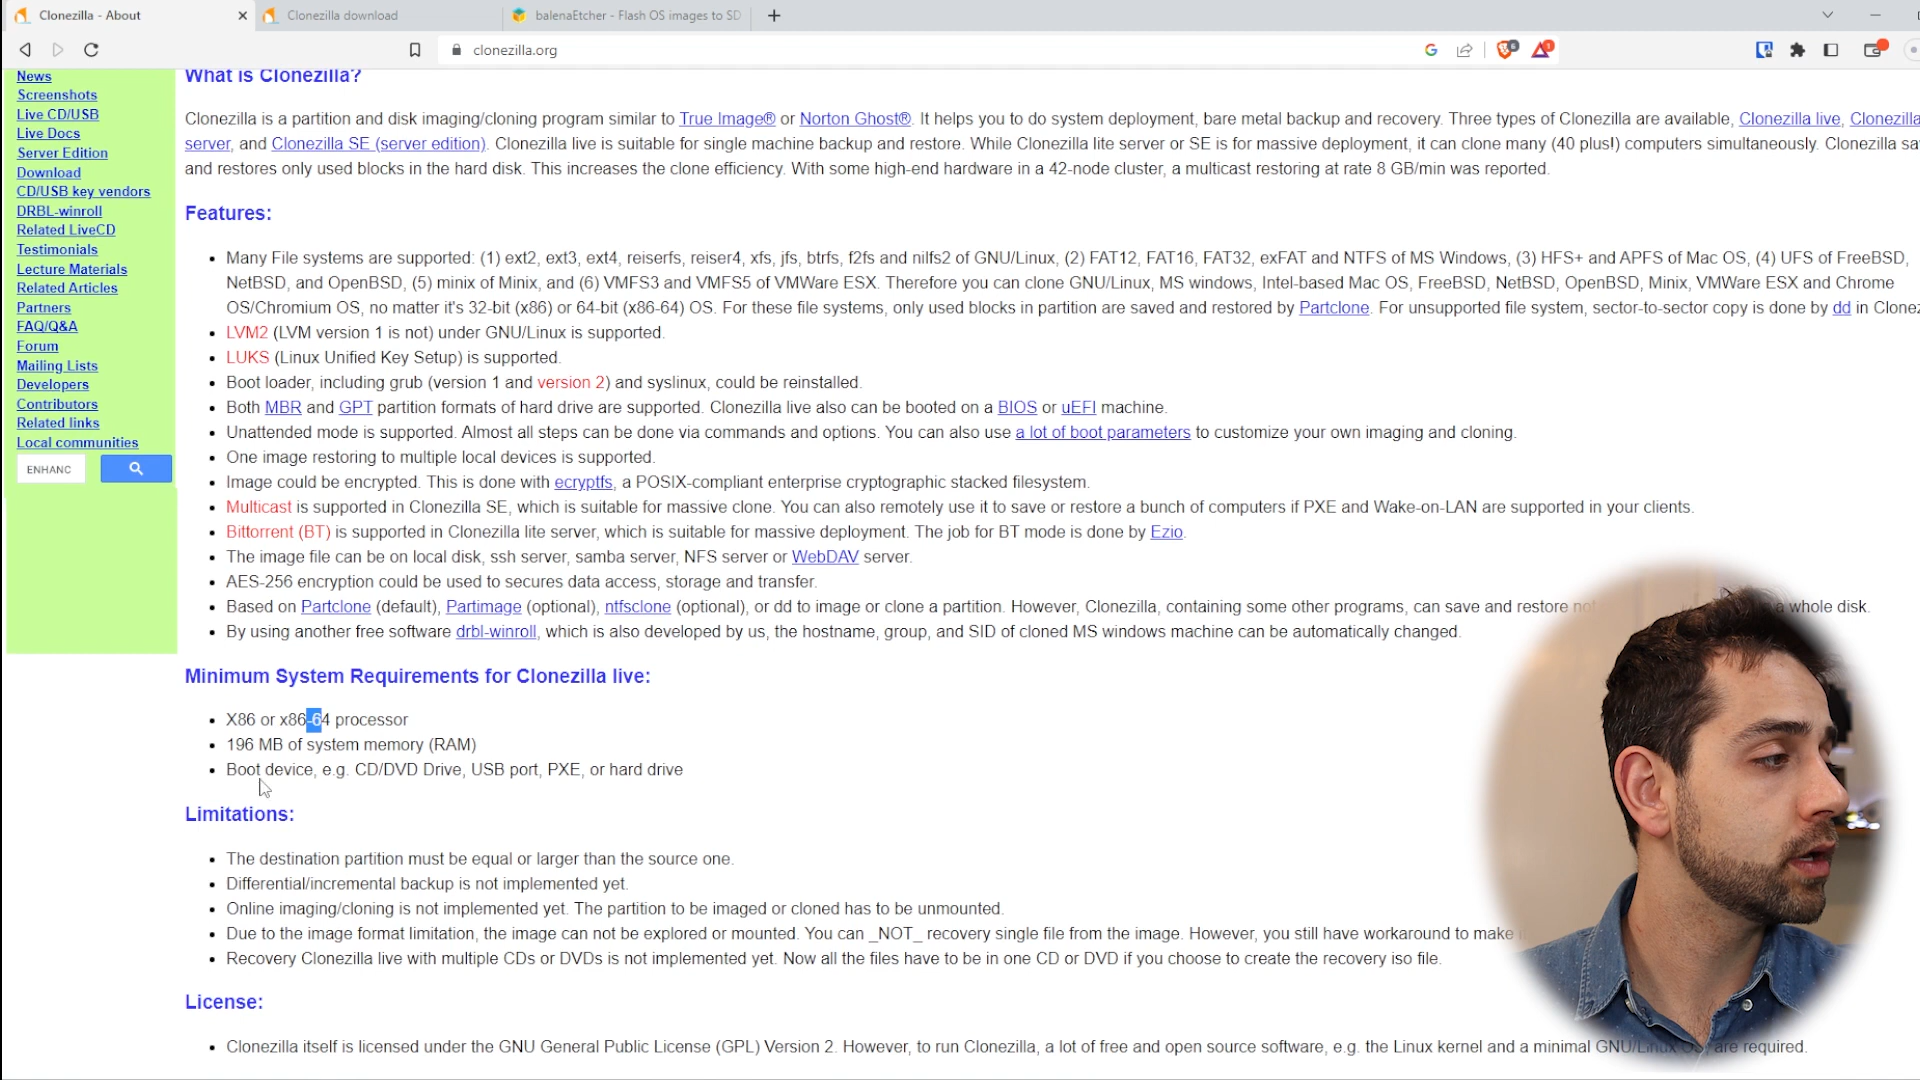 Clonezilla - About
Clonezilla download
balenaEtcher - Flash OS images to SD
clonezilla.org
6
1
News
Screenshots
Live CD/USB
Live Docs
Server Edition
Download
CD/USB key vendors
DRBL-winroll
Related LiveCD
Testimonials
Lecture Materials
Related Articles
Partners
FAQ/Q&A
Forum
Mailing Lists
Developers
Contributors
Related links
Local communities
ENHANC
What is Clonezilla?
Clonezilla is a partition and disk imaging/cloning program similar to True Image® or Norton Ghost®. It helps you to do system deployment, bare metal backup and recovery. Three types of Clonezilla are available, Clonezilla live, Clonezilla
server, and Clonezilla SE (server edition). Clonezilla live is suitable for single machine backup and restore. While Clonezilla lite server or SE is for massive deployment, it can clone many (40 plus!) computers simultaneously. Clonezilla sa
and restores only used blocks in the hard disk. This increases the clone efficiency. With some high-end hardware in a 42-node cluster, a multicast restoring at rate 8 GB/min was reported.
Features:
• Many File systems are supported: (1) ext2, ext3, ext4, reiserfs, reiser4, xfs, jfs, btrfs, f2fs and nilfs2 of GNU/Linux, (2) FAT12, FAT16, FAT32, exFAT and NTFS of MS Windows, (3) HFS+ and APFS of Mac OS, (4) UFS of FreeBSD,
NetBSD, and OpenBSD, (5) minix of Minix, and (6) VMFS3 and VMFS5 of VMWare ESX. Therefore you can clone GNU/Linux, MS windows, Intel-based Mac OS, FreeBSD, NetBSD, OpenBSD, Minix, VMWare ESX and Chrome
OS/Chromium OS, no matter it's 32-bit (x86) or 64-bit (x86-64) OS. For these file systems, only used blocks in partition are saved and restored by Partclone. For unsupported file system, sector-to-sector copy is done by dd in Clonez
• LVM2 (LVM version 1 is not) under GNU/Linux is supported.
• LUKS (Linux Unified Key Setup) is supported.
• Boot loader, including grub (version 1 and version 2) and syslinux, could be reinstalled.
• Both MBR and GPT partition formats of hard drive are supported. Clonezilla live also can be booted on a BIOS or uEFI machine.
• Unattended mode is supported. Almost all steps can be done via commands and options. You can also use a lot of boot parameters to customize your own imaging and cloning.
• One image restoring to multiple local devices is supported.
• Image could be encrypted. This is done with ecryptfs, a POSIX-compliant enterprise cryptographic stacked filesystem.
• Multicast is supported in Clonezilla SE, which is suitable for massive clone. You can also remotely use it to save or restore a bunch of computers if PXE and Wake-on-LAN are supported in your clients.
• Bittorrent (BT) is supported in Clonezilla lite server, which is suitable for massive deployment. The job for BT mode is done by Ezio.
• The image file can be on local disk, ssh server, samba server, NFS server or WebDAV server.
• AES-256 encryption could be used to secures data access, storage and transfer.
• Based on Partclone (default), Partimage (optional), ntfsclone (optional), or dd to image or clone a partition. However, Clonezilla, containing some other programs, can save and restore not a whole disk.
• By using another free software drbl-winroll, which is also developed by us, the hostname, group, and SID of cloned MS windows machine can be automatically changed.
Minimum System Requirements for Clonezilla live:
• X86 or x86-64 processor
• 196 MB of system memory (RAM)
• Boot device, e.g. CD/DVD Drive, USB port, PXE, or hard drive
Limitations:
• The destination partition must be equal or larger than the source one.
• Differential/incremental backup is not implemented yet.
• Online imaging/cloning is not implemented yet. The partition to be imaged or cloned has to be unmounted.
• Due to the image format limitation, the image can not be explored or mounted. You can _NOT_ recovery single file from the image. However, you still have workaround to make
• Recovery Clonezilla live with multiple CDs or DVDs is not implemented yet. Now all the files have to be in one CD or DVD if you choose to create the recovery iso file.
License:
• Clonezilla itself is licensed under the GNU General Public License (GPL) Version 2. However, to run Clonezilla, a lot of free and open source software, e.g. the Linux kernel and a minimal GNU/Linux OS, are required.